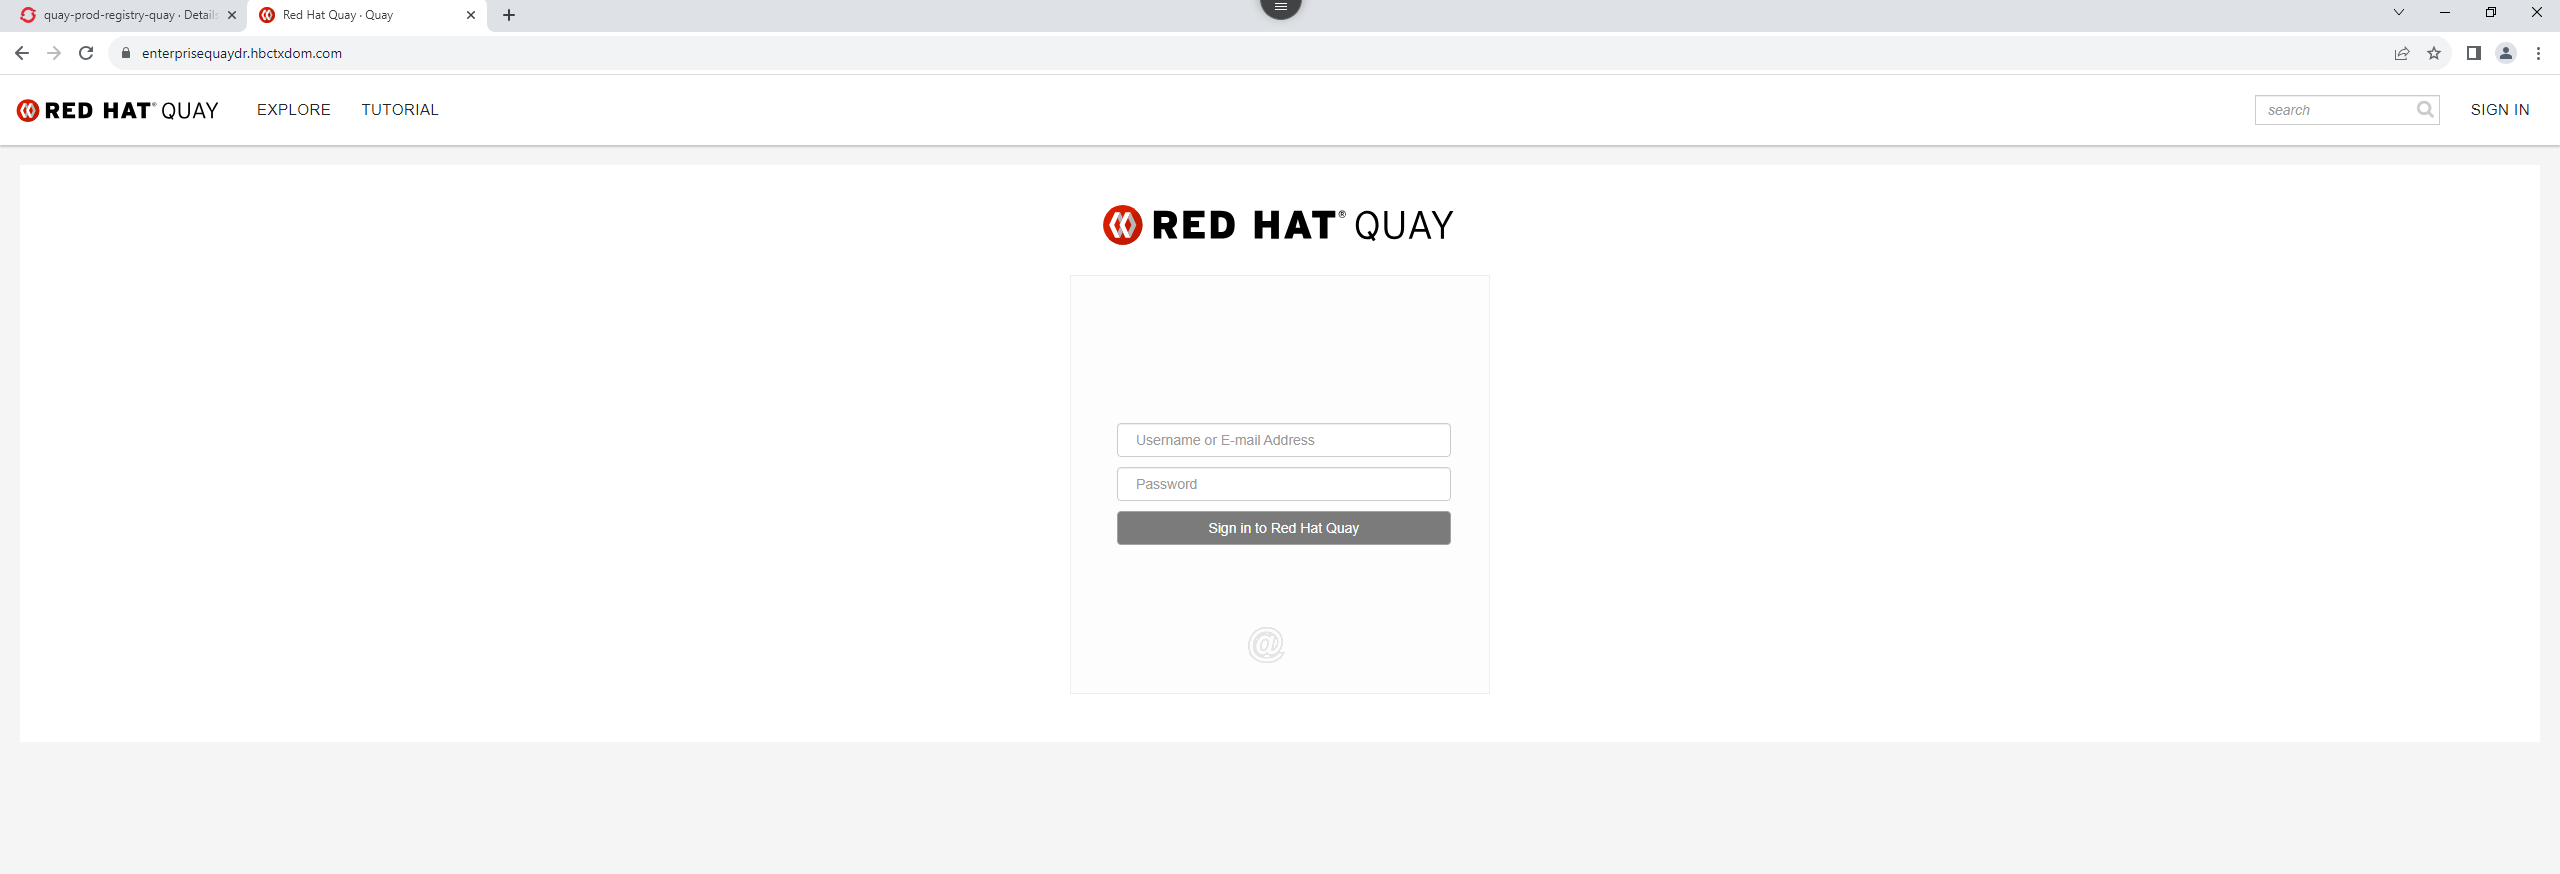 quay-prod-registry-quay · Details
Red Hat Quay · Quay
enterprisequaydr.hbctxdom.com
RED HAT® QUAY
EXPLORE
TUTORIAL
search
SIGN IN
RED HAT® QUAY
Username or E-mail Address
Password
Sign in to Red Hat Quay
@